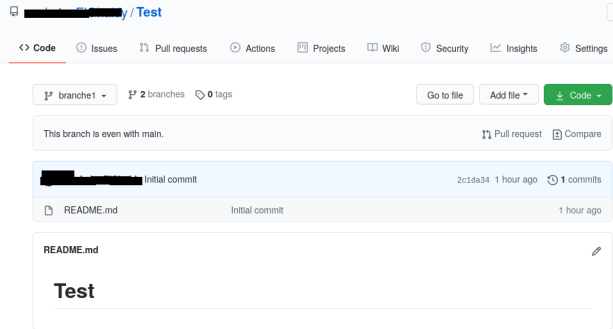 / Test
Code Issues Pull requests Actions Projects Wiki Security Insights Settings
branche1 2 branches 0 tags Go to file Add file Code
This branch is even with main. Pull request Compare
Initial commit 2c1da34 1 hour ago 1 commits
README.md Initial commit 1 hour ago
README.md
Test